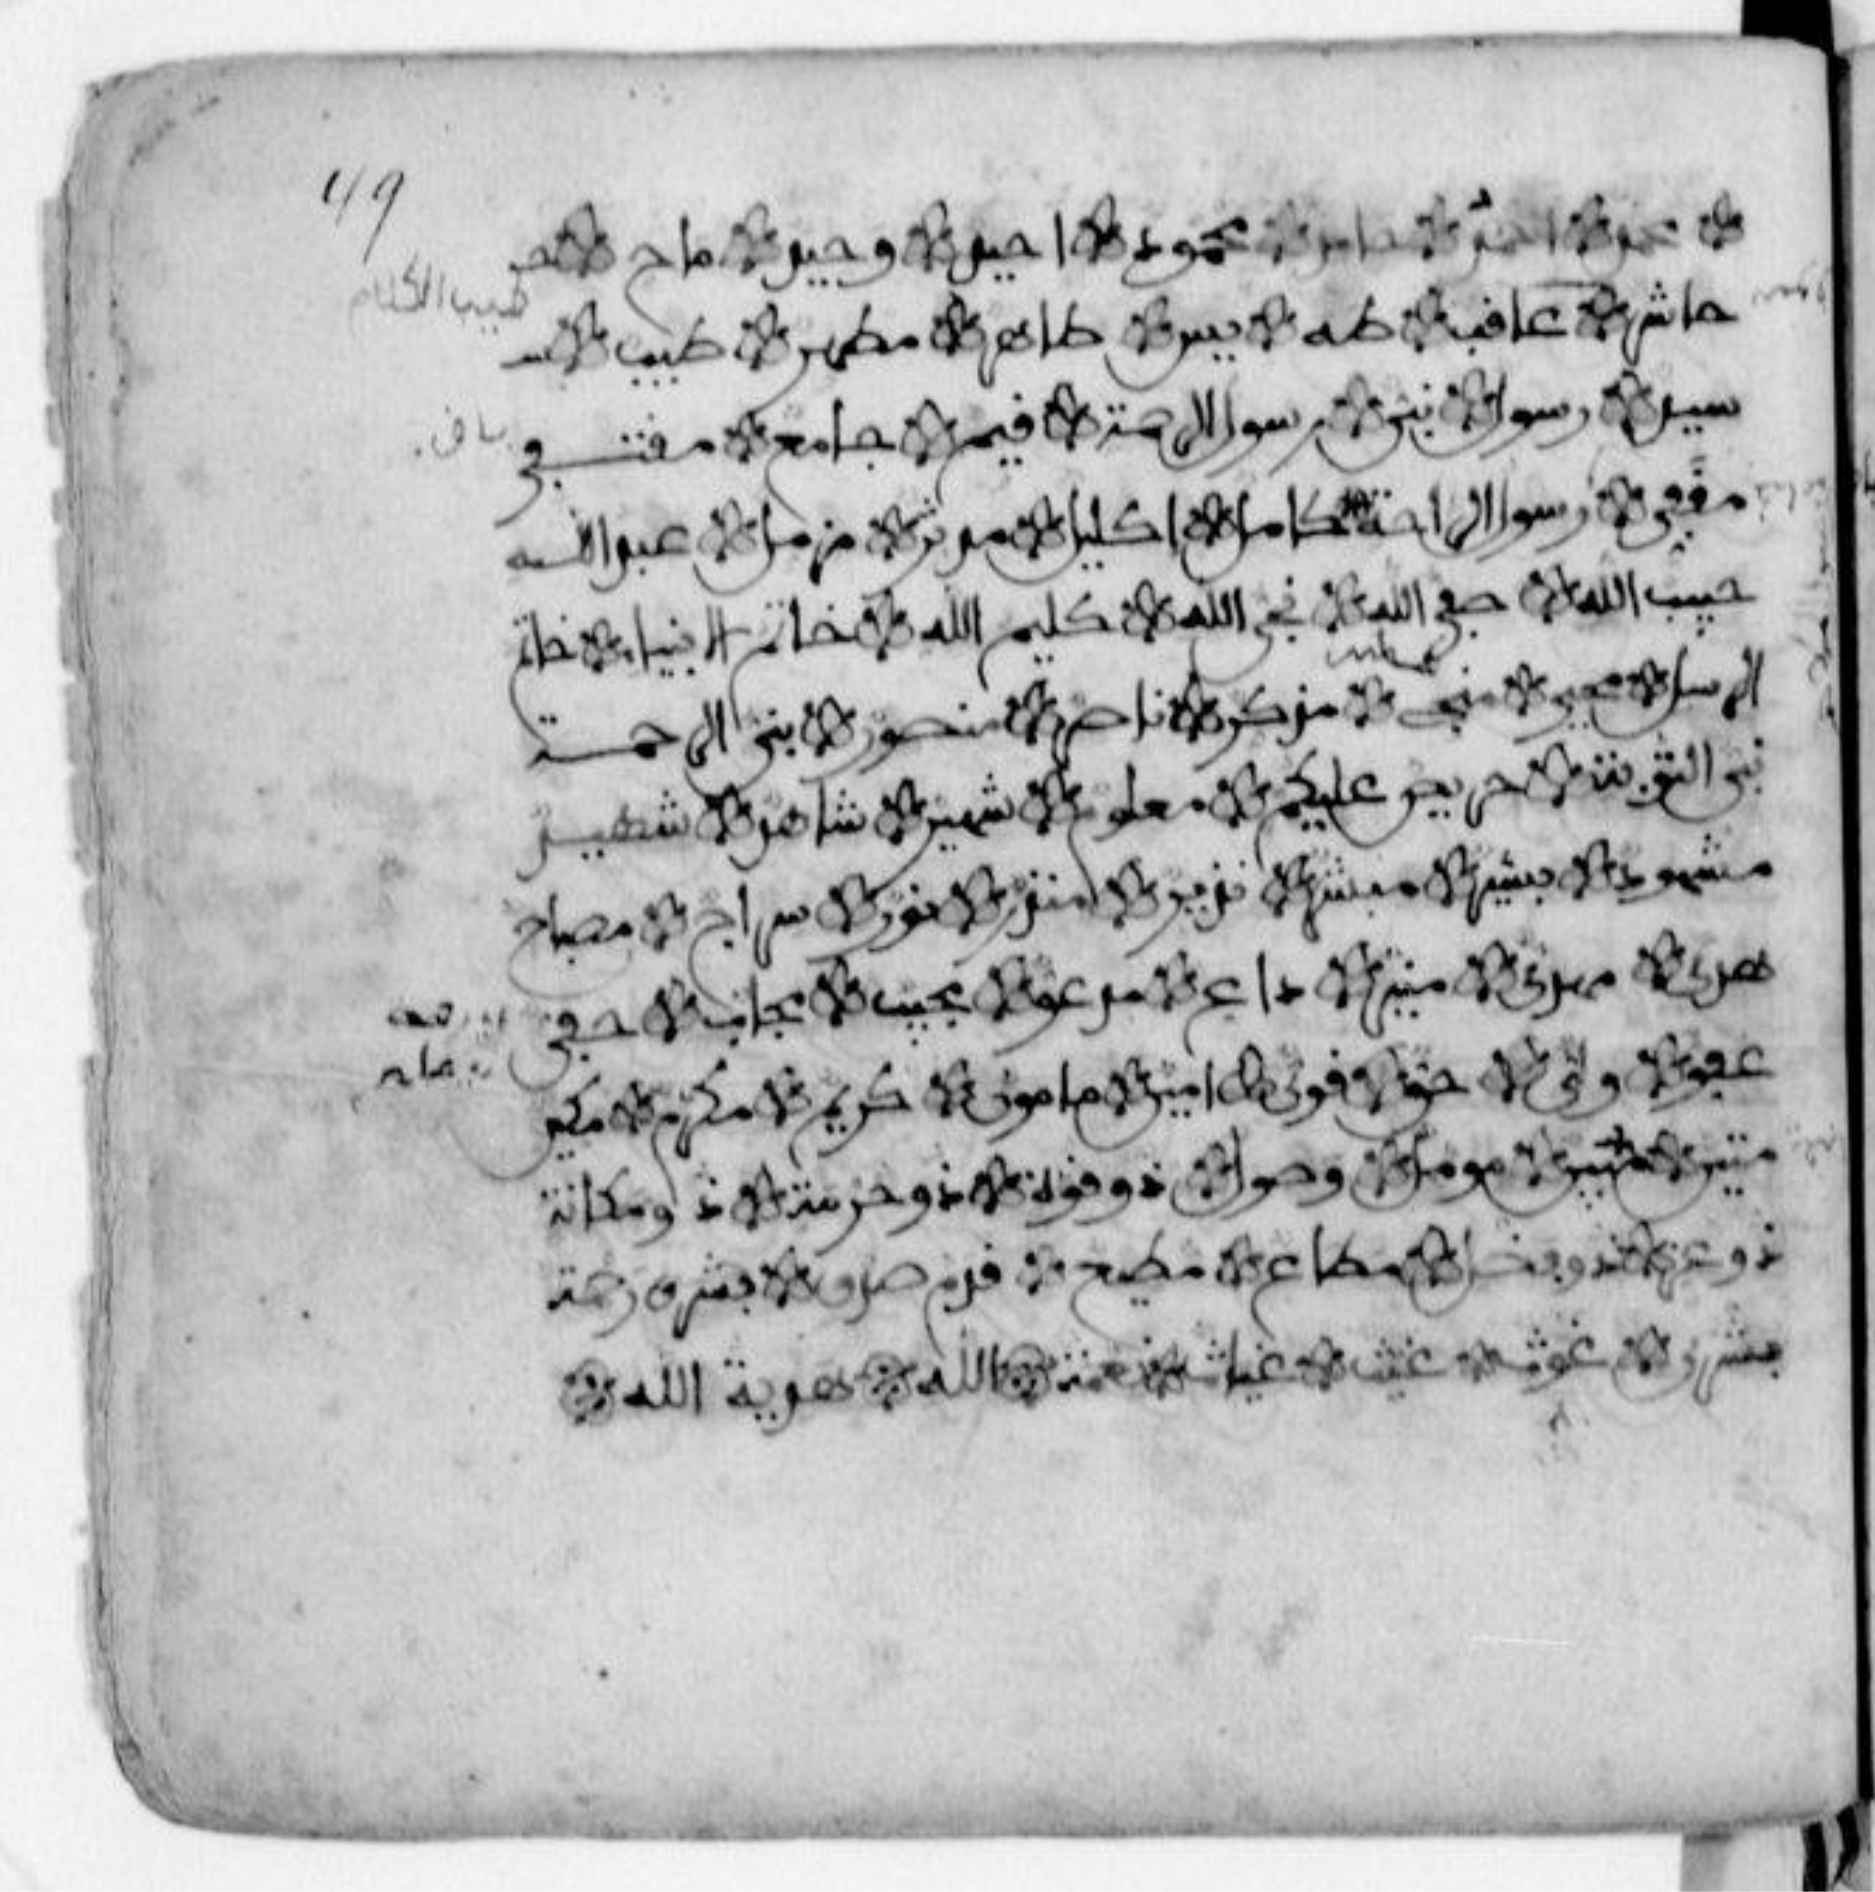 49
محمد احمد حامد محمود احيد وحيد ماح
طيب الكلام
حاشر عاقب طه يس طاهر مطهر طيب
سيد رسول نبي رسول الرحمة قيم جامع مقتفي
مقفي رسول الراحة كامل اكليل مدثر مزمل عبد الله
حبيب الله صفي الله نجي الله كليم الله خاتم الانبياء خاتم
الرسل محيي منجي مذكر ناصر منصور نبي الرحمة
نبي التوبة حريص عليكم معلوم شهير شاهد شهيد
مشهود بشير مبشر نذير منذر نور سراج مصباح
هدى مهدي منير داع مدعو مجيب مجاب حفي
عفو ولي حق قوي امين مامون كريم مكرم مكين
متين مبين مومل وصول ذو قوة ذو حرمة ذو مكانة
ذو عز ذو فضل مطاع مطيع قدم صدق بشرى رحمة
غوث غيث غياث نعمة الله هدية الله